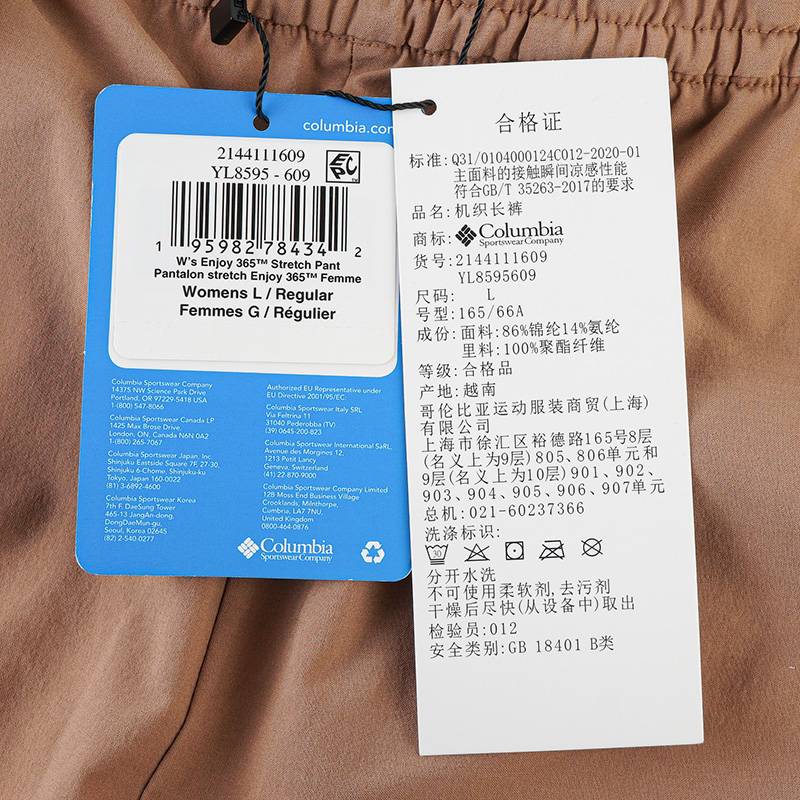 columbia.com
2144111609
YL8595 - 609
EPC™
1 95982 78434 2
W's Enjoy 365™ Stretch Pant
Pantalon stretch Enjoy 365™ Femme
Womens L / Regular
Femmes G / Régulier
Columbia Sportswear Company
14375 NW Science Park Drive
Portland, OR 97229-5418 USA
1-(800) 547-8066
Columbia Sportswear Canada LP
1425 Max Brose Drive,
London, ON. Canada N6N 0A2
1-(800) 265-7067
Columbia Sportswear Japan, Inc
Shinjuku Eastside Square 7F, 27-30,
Shinjuku 6-Chome, Shinjuku-ku
Tokyo, Japan 160-0022
(81) 3-6892-4600
Columbia Sportswear Korea
7th F. DaeSung Tower
465-13 JangAn-dong,
DongDaeMun-gu,
Seoul, Korea 02645
(82) 2-540-0277
Authorized EU Representative under
EU Directive 2001/95/EC.
Columbia Sportswear Italy SRL
Via Feltrina 11
31040 Pederobba (TV)
(39) 0645-200-823
Columbia Sportswear International SaRL,
Avenue des Morgines 12,
1213 Petit Lancy
Geneva, Switzerland
(41) 22-870-9000
Columbia Sportswear Company Limited
12B Moss End Business Village
Crooklands, Milnthorpe,
Cumbria, LA7 7NU,
United Kingdom
0800-464-0876
Columbia
Sportswear Company
合格证
标准: Q31/0104000124C012-2020-01
主面料的接触瞬间凉感性能
符合GB/T 35263-2017的要求
品名: 机织长裤
商标: Columbia
Sportswear Company
货号: 2144111609
YL8595609
尺码: L
号型: 165/66A
成份: 面料: 86%锦纶14%氨纶
里料: 100%聚酯纤维
等级: 合格品
产地: 越南
哥伦比亚运动服装商贸(上海)
有限公司
上海市徐汇区裕德路165号8层
(名义上为9层)805、806单元和
9层(名义上为10层)901、902、
903、904、905、906、907单元
总机: 021-60237366
洗涤标识:
30
分开水洗
不可使用柔软剂,去污剂
干燥后尽快(从设备中)取出
检验员: 012
安全类别: GB 18401 B类